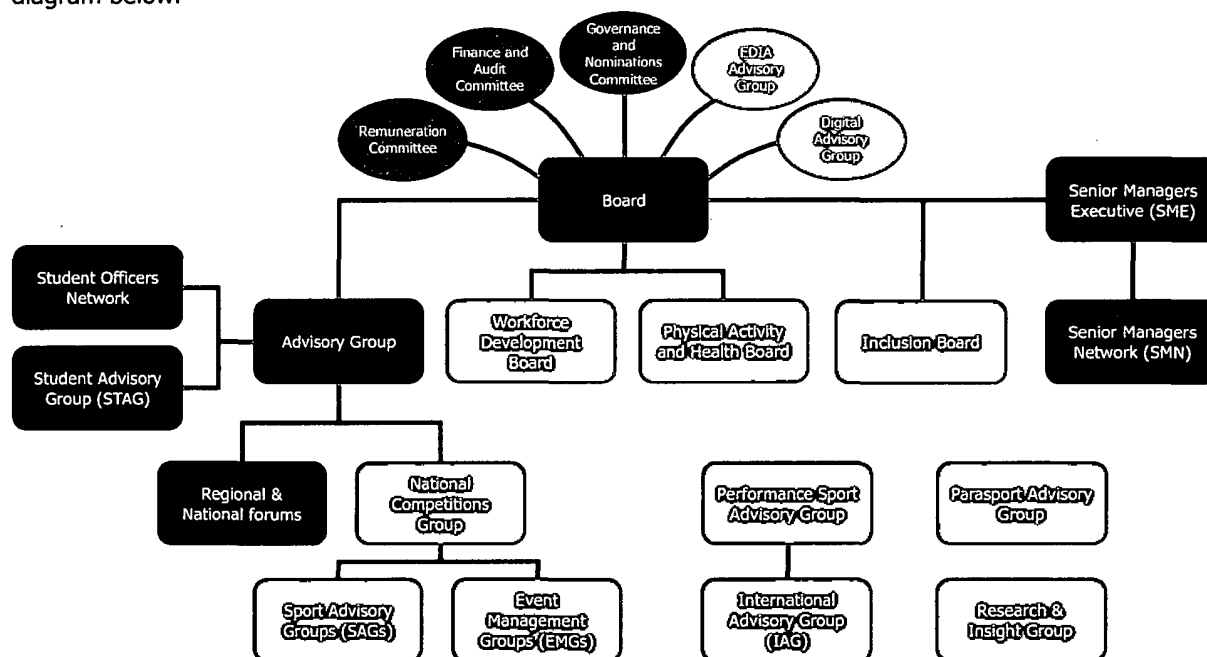 diagram below.
Governance
and
Nominations
Committee
Finance and
Audit
Committee
EDIA
Advisory
Group
Remuneration
Committee
Digital
Advisory
Group
Board
Senior Managers
Executive (SME)
Student Officers
Network
Advisory Group
Workforce
Development
Board
Physical Activity
and Health Board
Inclusion Board
Senior Managers
Network (SMN)
Student Advisory
Group (STAG)
Regional &
National forums
National
Competitions
Group
Performance Sport
Advisory Group
Parasport Advisory
Group
Sport Advisory
Groups (SAGs)
Event
Management
Groups (EMGs)
International
Advisory Group
(IAG)
Research &
Insight Group